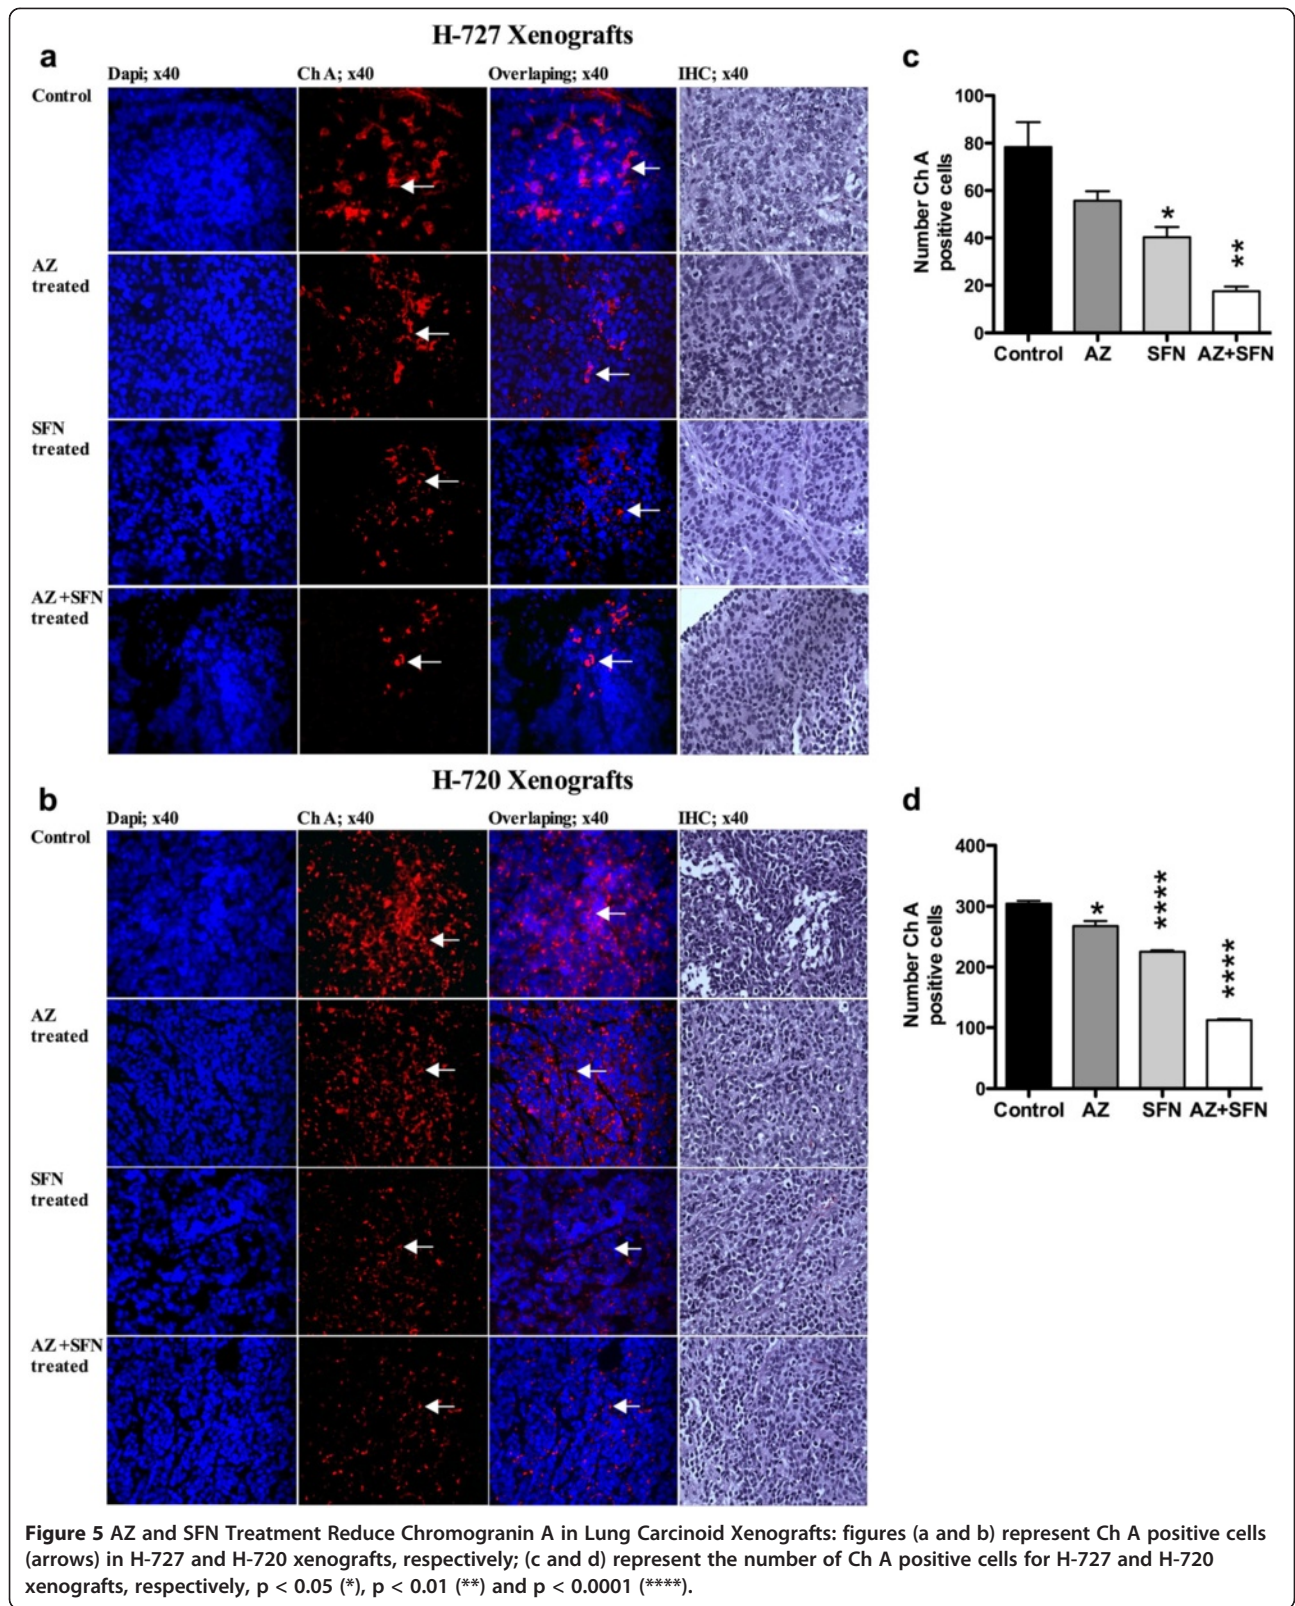 H-727 Xenografts
a
Dapi; x40 Ch A; x40 Overlaping; x40 IHC; x40
Control
AZ
treated
SFN
treated
AZ +SFN
treated
c
Number Ch A
positive cells
100
80
60
40
20
0
*
**
Control AZ SFN AZ+SFN
H-720 Xenografts
b
Dapi; x40 Ch A; x40 Overlaping; x40 IHC; x40
Control
AZ
treated
SFN
treated
AZ +SFN
treated
d
Number Ch A
positive cells
400
300
200
100
0
*
****
****
Control AZ SFN AZ+SFN
Figure 5 AZ and SFN Treatment Reduce Chromogranin A in Lung Carcinoid Xenografts: figures (a and b) represent Ch A positive cells
(arrows) in H-727 and H-720 xenografts, respectively; (c and d) represent the number of Ch A positive cells for H-727 and H-720
xenografts, respectively, p < 0.05 (*), p < 0.01 (**) and p < 0.0001 (****).